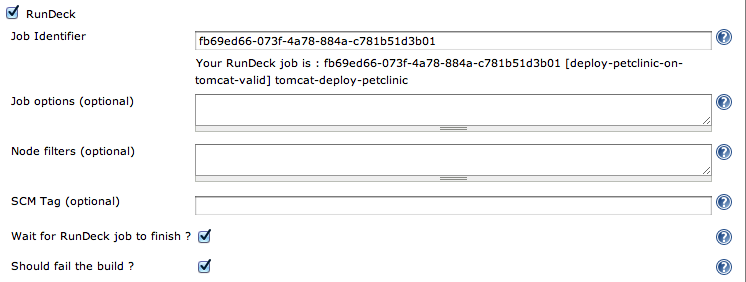 RunDeck
Job Identifier
fb69ed66-073f-4a78-884a-c781b51d3b01
Your RunDeck job is : fb69ed66-073f-4a78-884a-c781b51d3b01 [deploy-petclinic-on-
tomcat-valid] tomcat-deploy-petclinic
Job options (optional)
Node filters (optional)
SCM Tag (optional)
Wait for RunDeck job to finish ?
Should fail the build ?